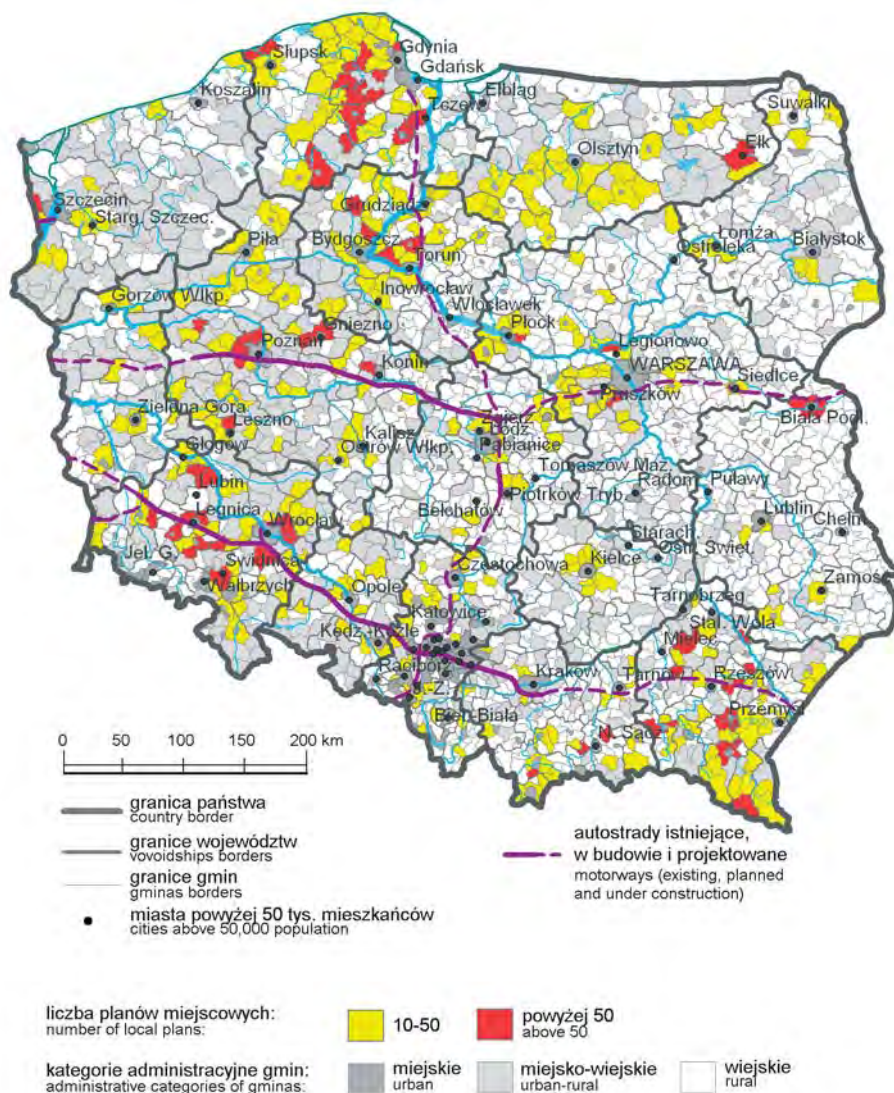 Słupsk
Gdynia
Gdańsk
Koszalin
Tczew
Elbląg
Suwałki
Olsztyn
Ełk
Szczecin
Starg. Szczec.
Grudziądz
Piła
Bydgoszcz
Toruń
Łomża
Ostrołęka
Białystok
Gorzów Wlkp.
Inowrocław
Włocławek
Płock
Gniezno
Legionowo
Poznań
Konin
WARSZAWA
Siedlce
Pruszków
Biała Podl.
Zielona Góra
Leszno
Kalisz
Zgierz
Łódź
Pabianice
Głogów
Ostrów Wlkp.
Tomaszów Maz.
Lubin
Piotrków Tryb.
Radom
Puławy
Legnica
Wrocław
Bełchatów
Lublin
Chełm
Starach.
Jel. G.
Świdnica
Ostr. Święt.
Wałbrzych
Częstochowa
Kielce
Zamość
Opole
Tarnobrzeg
Katowice
Stal. Wola
Kędz.-Koźle
Mielec
Racibórz
Kraków
Tarnów
Rzeszów
J.-Z.
Przemyśl
Biel.-Biała
N. Sącz
0 50 100 150 200 km
granica państwa
country border
granice województw
vovoidships borders
granice gmin
gminas borders
miasta powyżej 50 tys. mieszkańców
cities above 50,000 population
autostrady istniejące,
w budowie i projektowane
motorways (existing, planned
and under construction)
liczba planów miejscowych:
number of local plans:
10-50
powyżej 50
above 50
kategorie administracyjne gmin:
administrative categories of gminas:
miejskie
urban
miejsko-wiejskie
urban-rural
wiejskie
rural